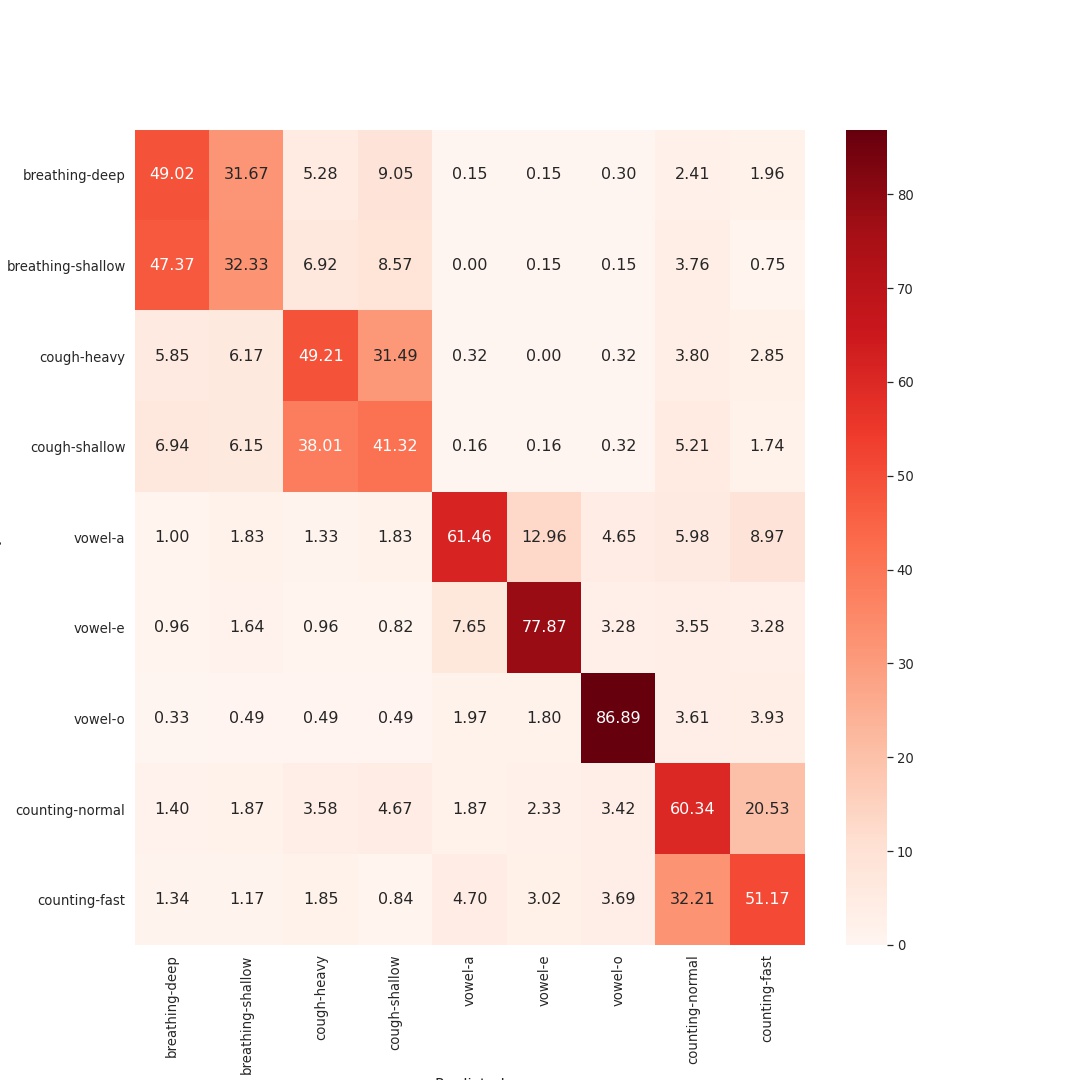 breathing-deep 49.02 31.67 5.28 9.05 0.15 0.15 0.30 2.41 1.96
breathing-shallow 47.37 32.33 6.92 8.57 0.00 0.15 0.15 3.76 0.75
cough-heavy 5.85 6.17 49.21 31.49 0.32 0.00 0.32 3.80 2.85
cough-shallow 6.94 6.15 38.01 41.32 0.16 0.16 0.32 5.21 1.74
vowel-a 1.00 1.83 1.33 1.83 61.46 12.96 4.65 5.98 8.97
vowel-e 0.96 1.64 0.96 0.82 7.65 77.87 3.28 3.55 3.28
vowel-o 0.33 0.49 0.49 0.49 1.97 1.80 86.89 3.61 3.93
counting-normal 1.40 1.87 3.58 4.67 1.87 2.33 3.42 60.34 20.53
counting-fast 1.34 1.17 1.85 0.84 4.70 3.02 3.69 32.21 51.17
breathing-deep
breathing-shallow
cough-heavy
cough-shallow
vowel-a
vowel-e
vowel-o
counting-normal
counting-fast
80
70
60
50
40
30
20
10
0